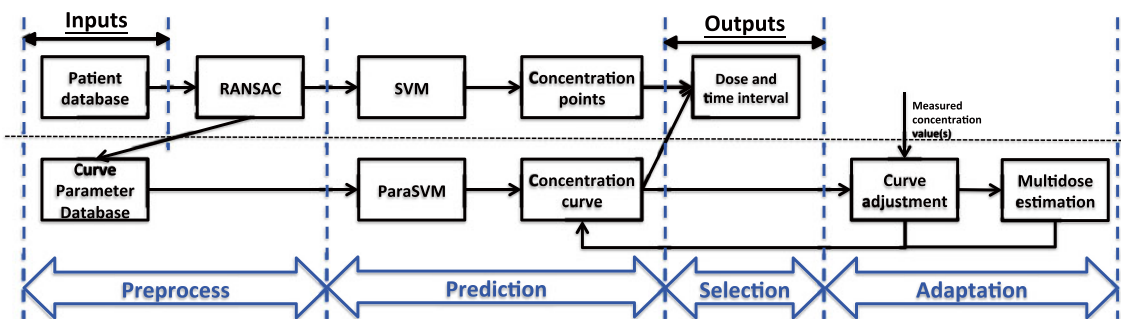 Inputs
Outputs
Patient
database
RANSAC
SVM
Concentration
points
Dose and
time interval
Measured
concentration
value(s)
Curve
Parameter
Database
ParaSVM
Concentration
curve
Curve
adjustment
Multidose
estimation
Preprocess
Prediction
Selection
Adaptation